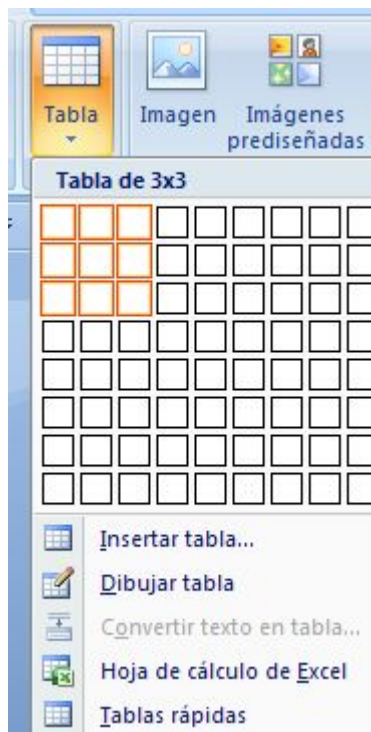 Tabla
Imagen
Imágenes
prediseñadas
Tabla de 3x3
Insertar tabla...
Dibujar tabla
Convertir texto en tabla...
Hoja de cálculo de Excel
Tablas rápidas